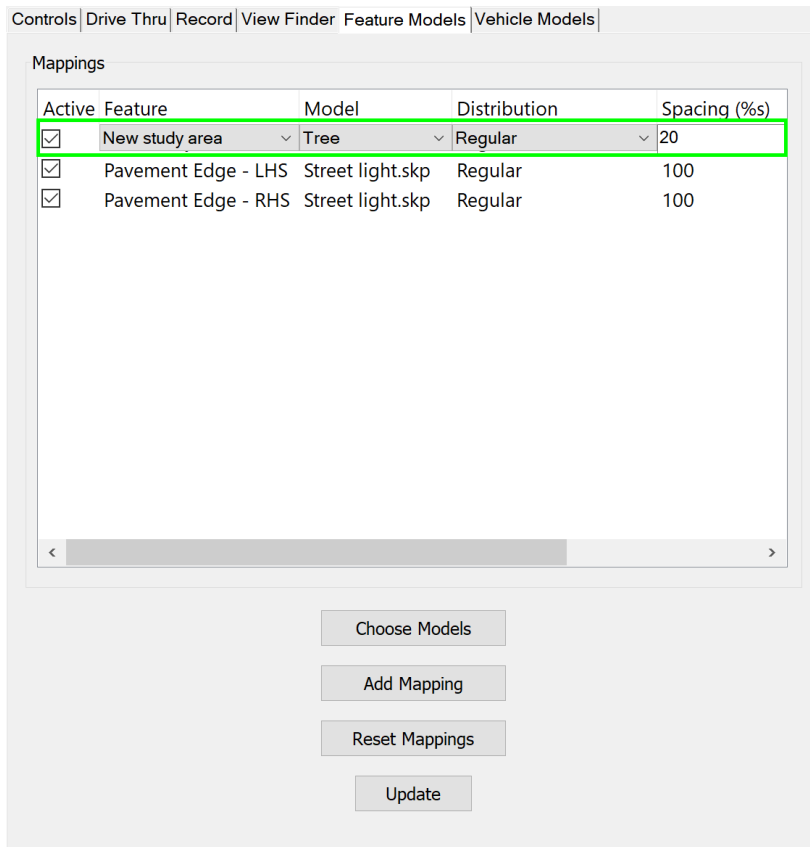 Controls Drive Thru Record View Finder Feature Models Vehicle Models
Mappings
Active Feature Model Distribution Spacing (%s)
New study area Tree Regular 20
Pavement Edge - LHS Street light.skp Regular 100
Pavement Edge - RHS Street light.skp Regular 100
Choose Models
Add Mapping
Reset Mappings
Update